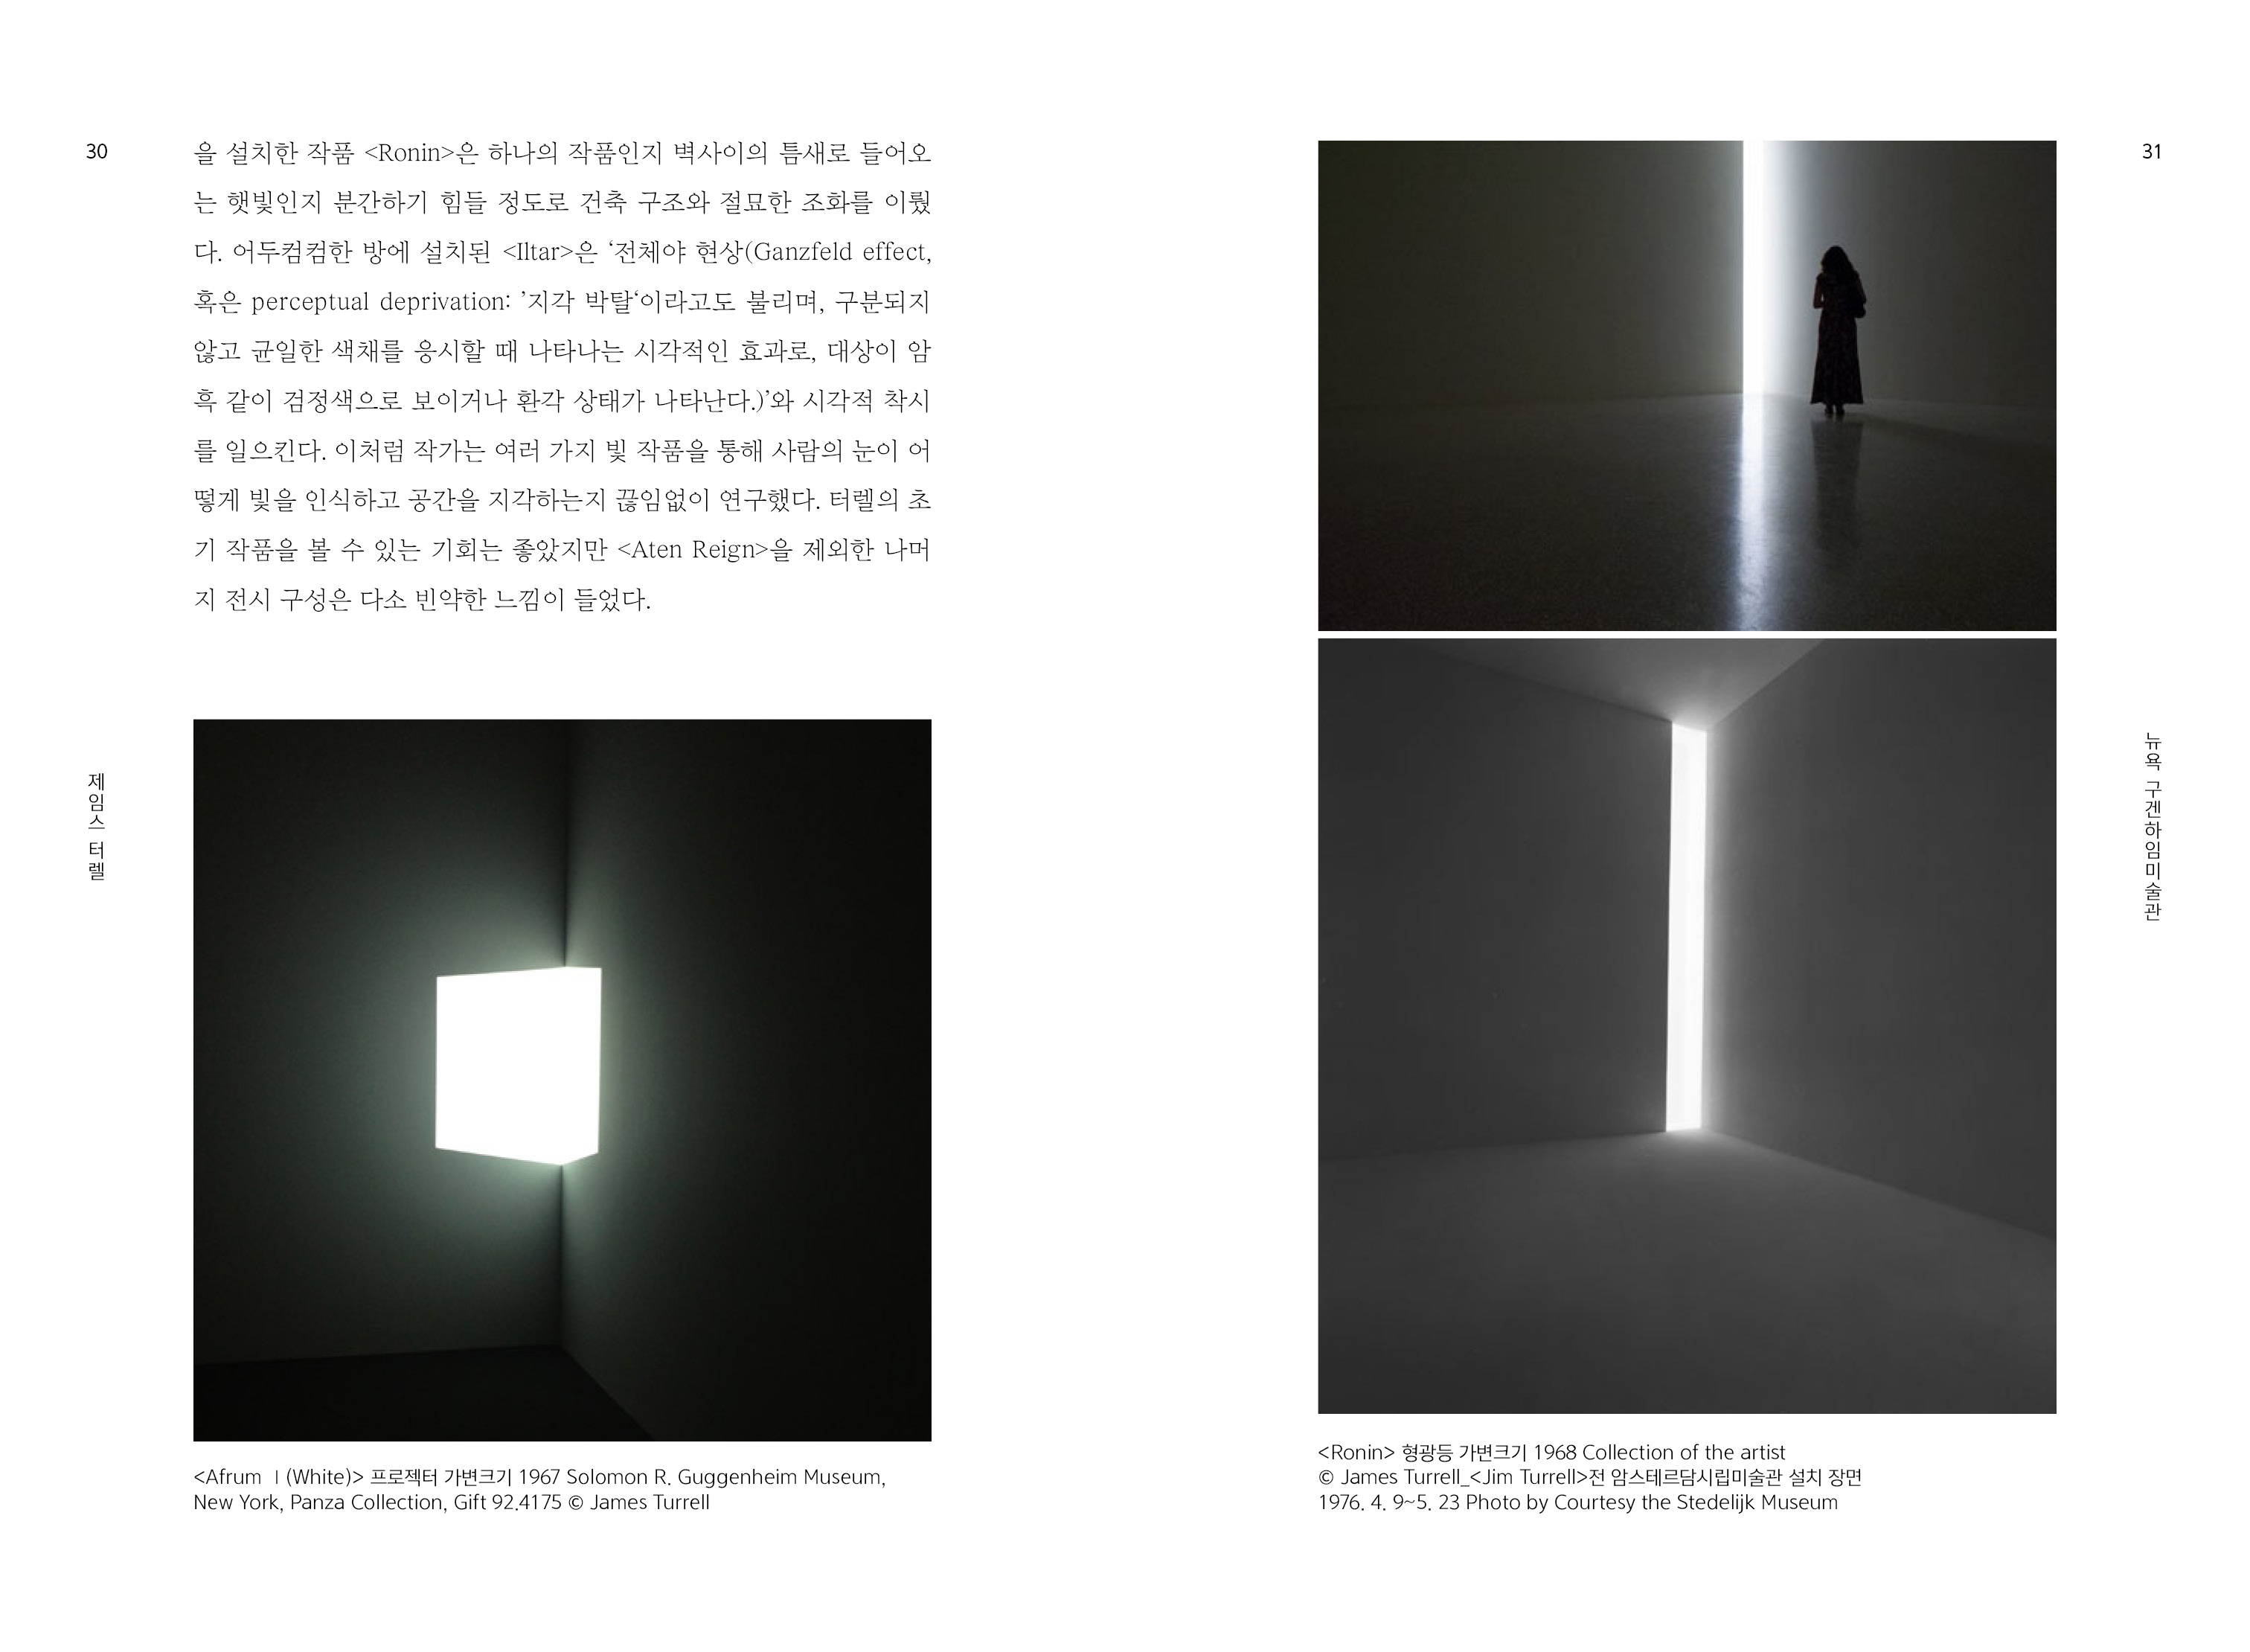 30
을 설치한 작품 <Ronin>은 하나의 작품인지 벽사이의 틈새로 들어오
는 햇빛인지 분간하기 힘들 정도로 건축 구조와 절묘한 조화를 이뤘
다. 어두컴컴한 방에 설치된 <Iltar>은 ‘전체야 현상(Ganzfeld effect,
혹은 perceptual deprivation: ’지각 박탈‘이라고도 불리며, 구분되지
않고 균일한 색채를 응시할 때 나타나는 시각적인 효과로, 대상이 암
흑 같이 검정색으로 보이거나 환각 상태가 나타난다.)’와 시각적 착시
를 일으킨다. 이처럼 작가는 여러 가지 빛 작품을 통해 사람의 눈이 어
떻게 빛을 인식하고 공간을 지각하는지 끊임없이 연구했다. 터렐의 초
기 작품을 볼 수 있는 기회는 좋았지만 <Aten Reign>을 제외한 나머
지 전시 구성은 다소 빈약한 느낌이 들었다.
제임스 터렐
<Afrum ㅣ(White)> 프로젝터 가변크기 1967 Solomon R. Guggenheim Museum,
New York, Panza Collection, Gift 92.4175 © James Turrell
31
뉴욕 구겐하임미술관
<Ronin> 형광등 가변크기 1968 Collection of the artist
© James Turrell_<Jim Turrell>전 암스테르담시립미술관 설치 장면
1976. 4. 9~5. 23 Photo by Courtesy the Stedelijk Museum